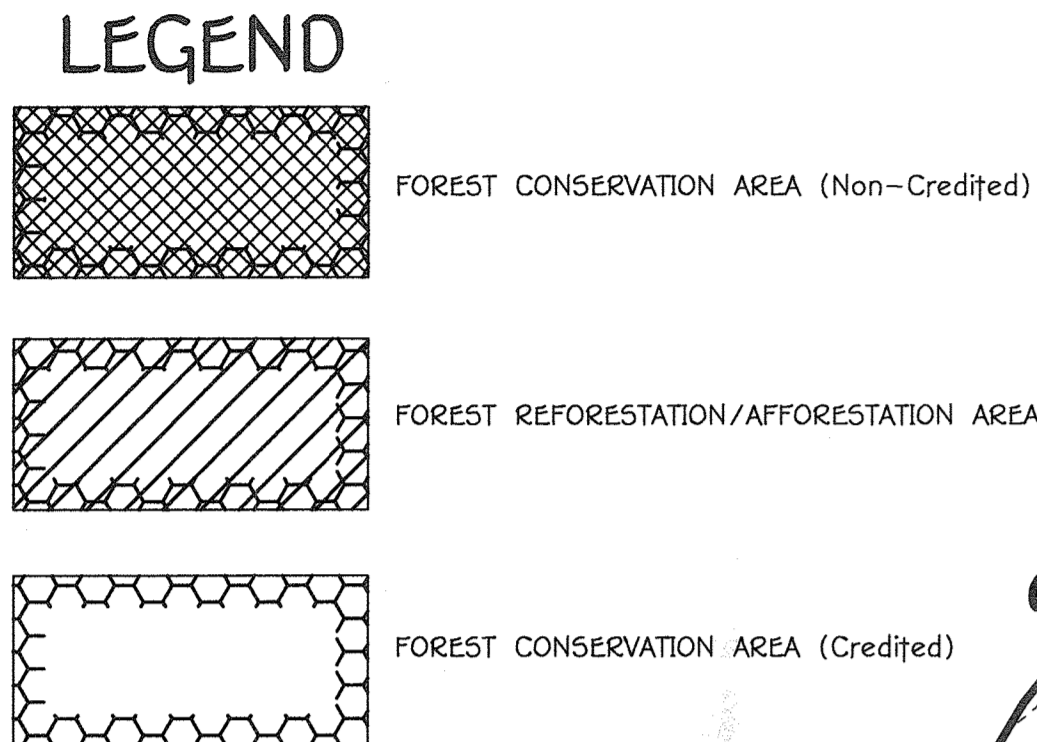 LEGEND
FOREST CONSERVATION AREA (Non-Credited)
FOREST REFORESTATION/AFFORESTATION AREA
FOREST CONSERVATION AREA (Credited)